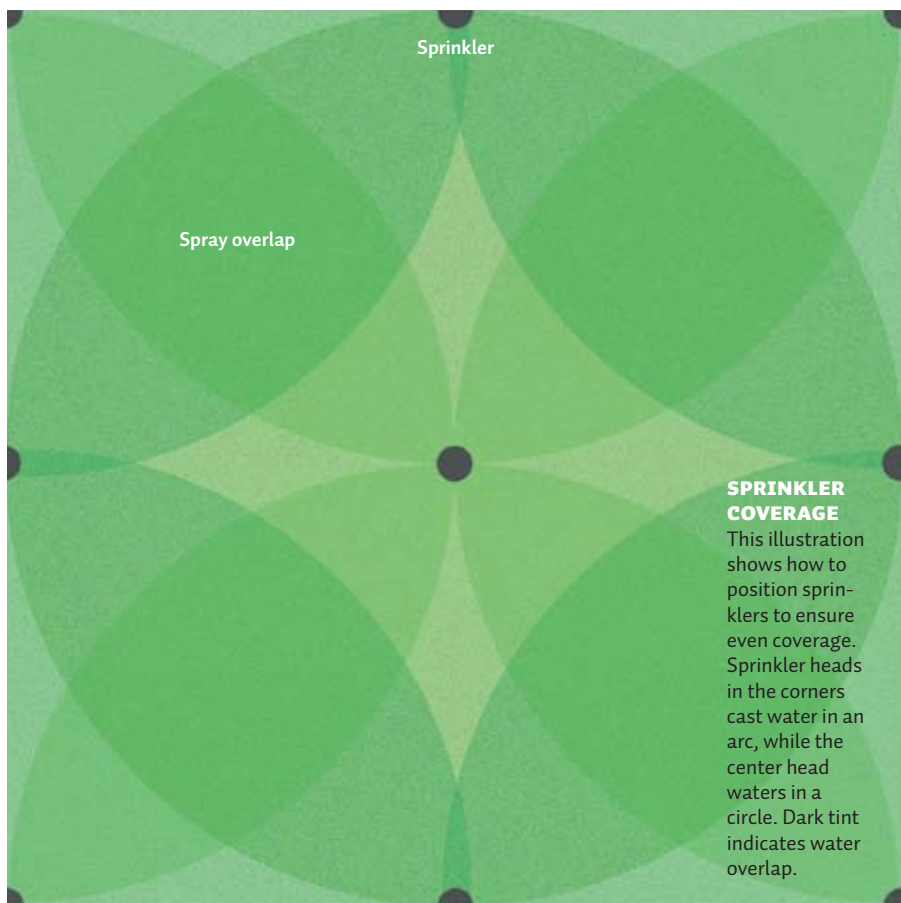 Sprinkler
Spray overlap
SPRINKLER
COVERAGE
This illustration
shows how to
position sprin-
klers to ensure
even coverage.
Sprinkler heads
in the corners
cast water in an
arc, while the
center head
waters in a
circle. Dark tint
indicates water
overlap.